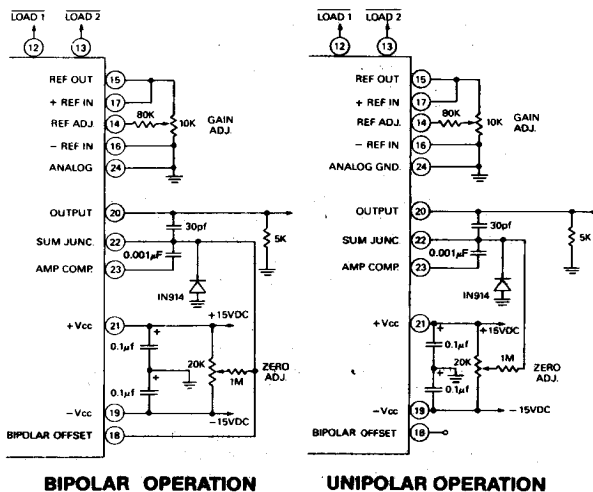 LOAD 1 LOAD 2
12 13
REF OUT 15
+ REF IN 17
REF ADJ. 14 80K 10K GAIN ADJ.
- REF IN 16
ANALOG 24
OUTPUT 20
30pf
SUM JUNC. 22 5K
0.001µF
AMP COMP. 23
IN914
+Vcc 21 + +15VDC
0.1µf
20K
+ 1M ZERO ADJ.
0.1µf
-Vcc 19 -15VDC
BIPOLAR OFFSET 18
BIPOLAR OPERATION
LOAD 1 LOAD 2
12 13
REF OUT 15
+ REF IN 17
REF ADJ. 14 80K 10K GAIN ADJ.
- REF IN 16
ANALOG GND. 24
OUTPUT 20
30pf
SUM JUNC. 22 5K
0.001µF
AMP COMP. 23
IN914
+Vcc 21 + +15VDC
0.1µf
20K 1M
+ ZERO ADJ.
0.1µf
-Vcc 19 -15VDC
BIPOLAR OFFSET 18
UNIPOLAR OPERATION